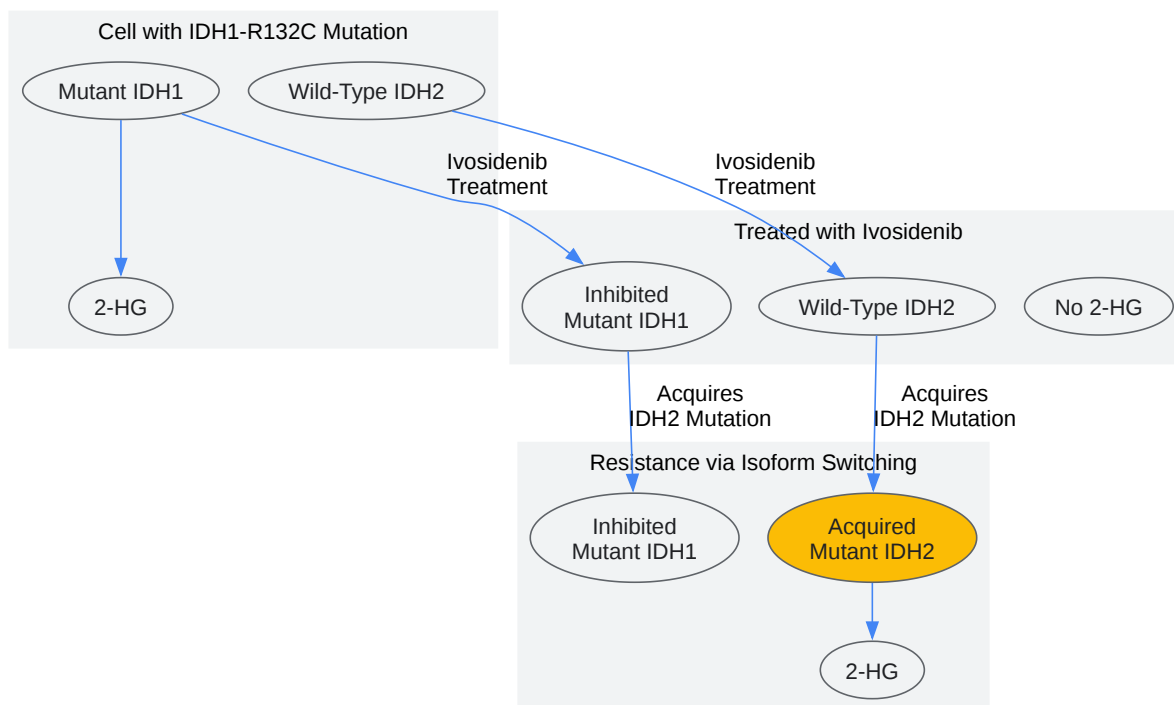 Cell with IDH1-R132C Mutation
Mutant IDH1
Wild-Type IDH2
Ivosidenib
Treatment
Ivosidenib
Treatment
2-HG
Treated with Ivosidenib
Inhibited
Mutant IDH1
Wild-Type IDH2
No 2-HG
Acquires
IDH2 Mutation
Acquires
IDH2 Mutation
Resistance via Isoform Switching
Inhibited
Mutant IDH1
Acquired
Mutant IDH2
2-HG